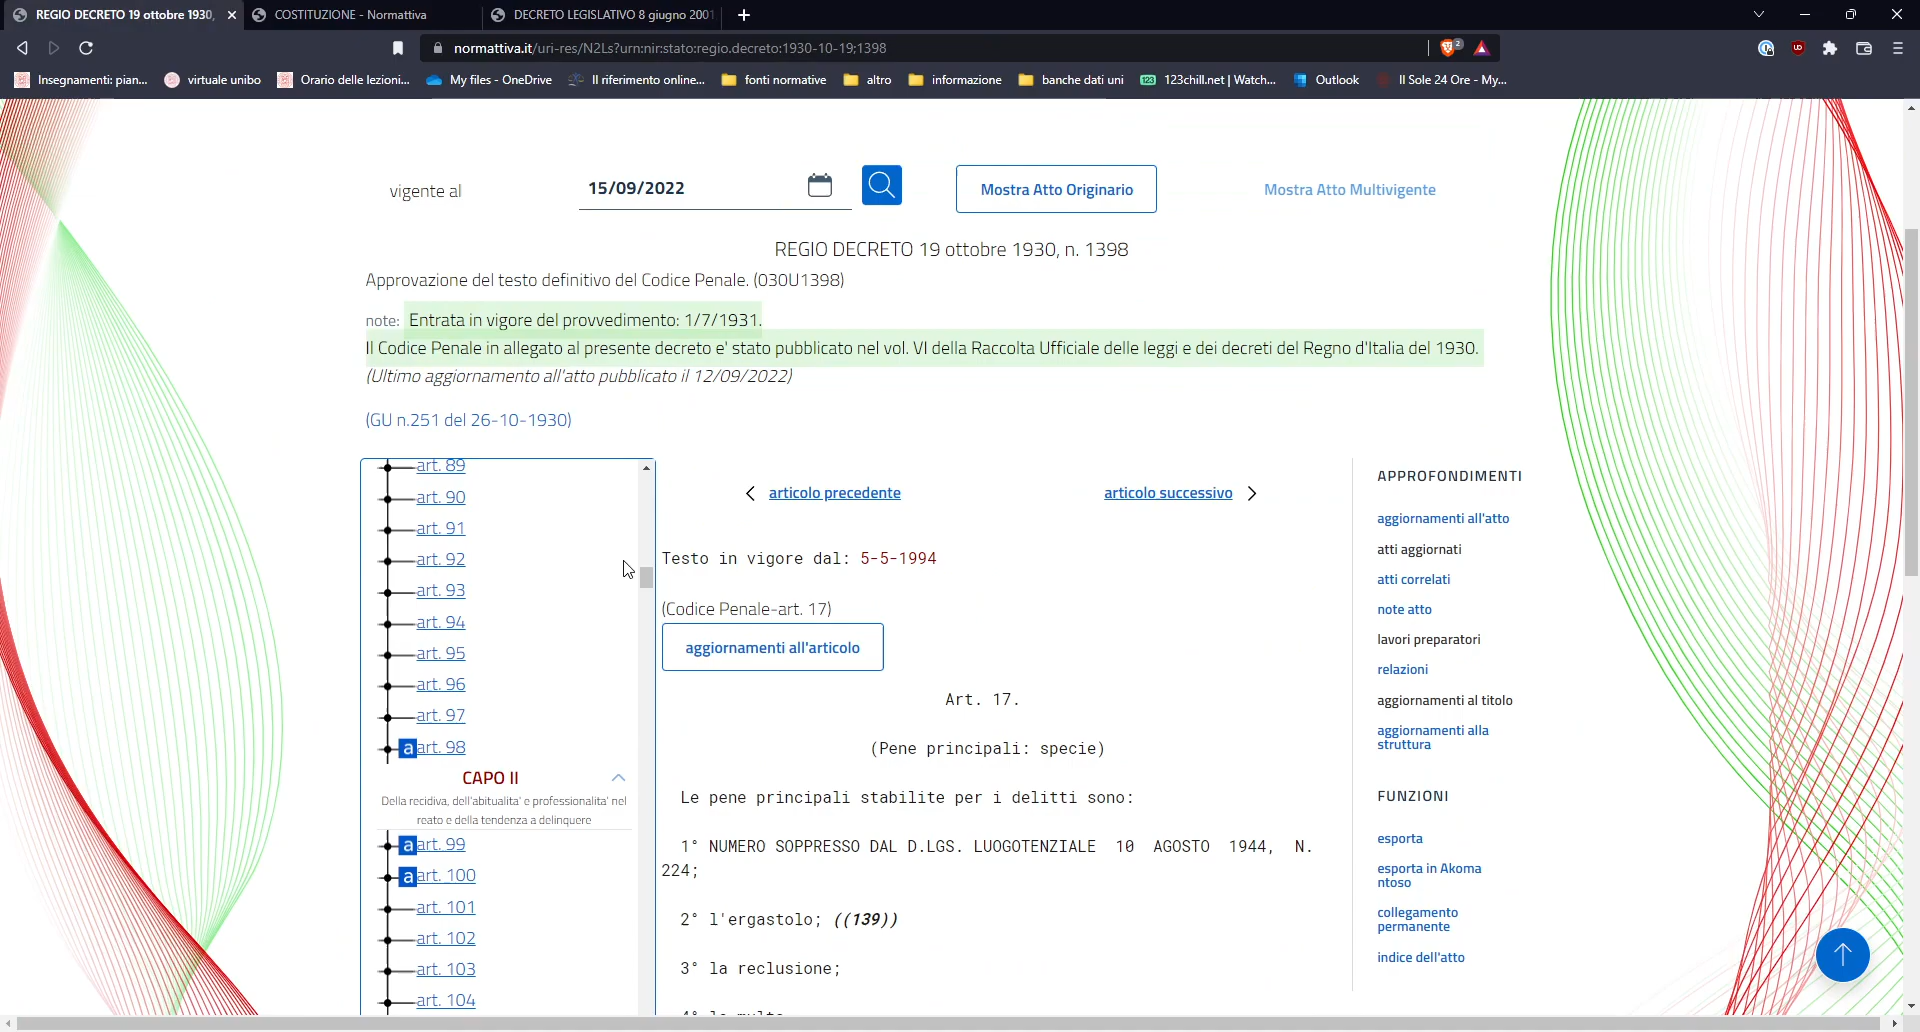 REGIO DECRETO 19 ottobre 1930,
COSTITUZIONE - Normattiva
DECRETO LEGISLATIVO 8 giugno 2001
normattiva.it/uri-res/N2Ls?urn:nir:stato:regio.decreto:1930-10-19;1398
2
UD
Insegnamenti: pian...
virtuale unibo
Orario delle lezioni...
My files - OneDrive
Il riferimento online...
fonti normative
altro
informazione
banche dati uni
123
123chill.net | Watch...
Outlook
Il Sole 24 Ore - My...
vigente al
15/09/2022
Mostra Atto Originario
Mostra Atto Multivigente
REGIO DECRETO 19 ottobre 1930, n. 1398
Approvazione del testo definitivo del Codice Penale. (030U1398)
note: Entrata in vigore del provvedimento: 1/7/1931.
Il Codice Penale in allegato al presente decreto e' stato pubblicato nel vol. VI della Raccolta Ufficiale delle leggi e dei decreti del Regno d'Italia del 1930.
(Ultimo aggiornamento all'atto pubblicato il 12/09/2022)
(GU n.251 del 26-10-1930)
art. 89
art. 90
art. 91
art. 92
art. 93
art. 94
art. 95
art. 96
art. 97
a art. 98
CAPO II
Della recidiva, dell'abitualita' e professionalita' nel
reato e della tendenza a delinquere
a art. 99
a art. 100
art. 101
art. 102
art. 103
art. 104
articolo precedente
articolo successivo
Testo in vigore dal: 5-5-1994
(Codice Penale-art. 17)
aggiornamenti all'articolo
Art. 17.
(Pene principali: specie)
Le pene principali stabilite per i delitti sono:
1° NUMERO SOPPRESSO DAL D.LGS. LUOGOTENZIALE 10 AGOSTO 1944, N.
224;
2° l'ergastolo; ((139))
3° la reclusione;
4° la multa
APPROFONDIMENTI
aggiornamenti all'atto
atti aggiornati
atti correlati
note atto
lavori preparatori
relazioni
aggiornamenti al titolo
aggiornamenti alla
struttura
FUNZIONI
esporta
esporta in Akoma
ntoso
collegamento
permanente
indice dell'atto